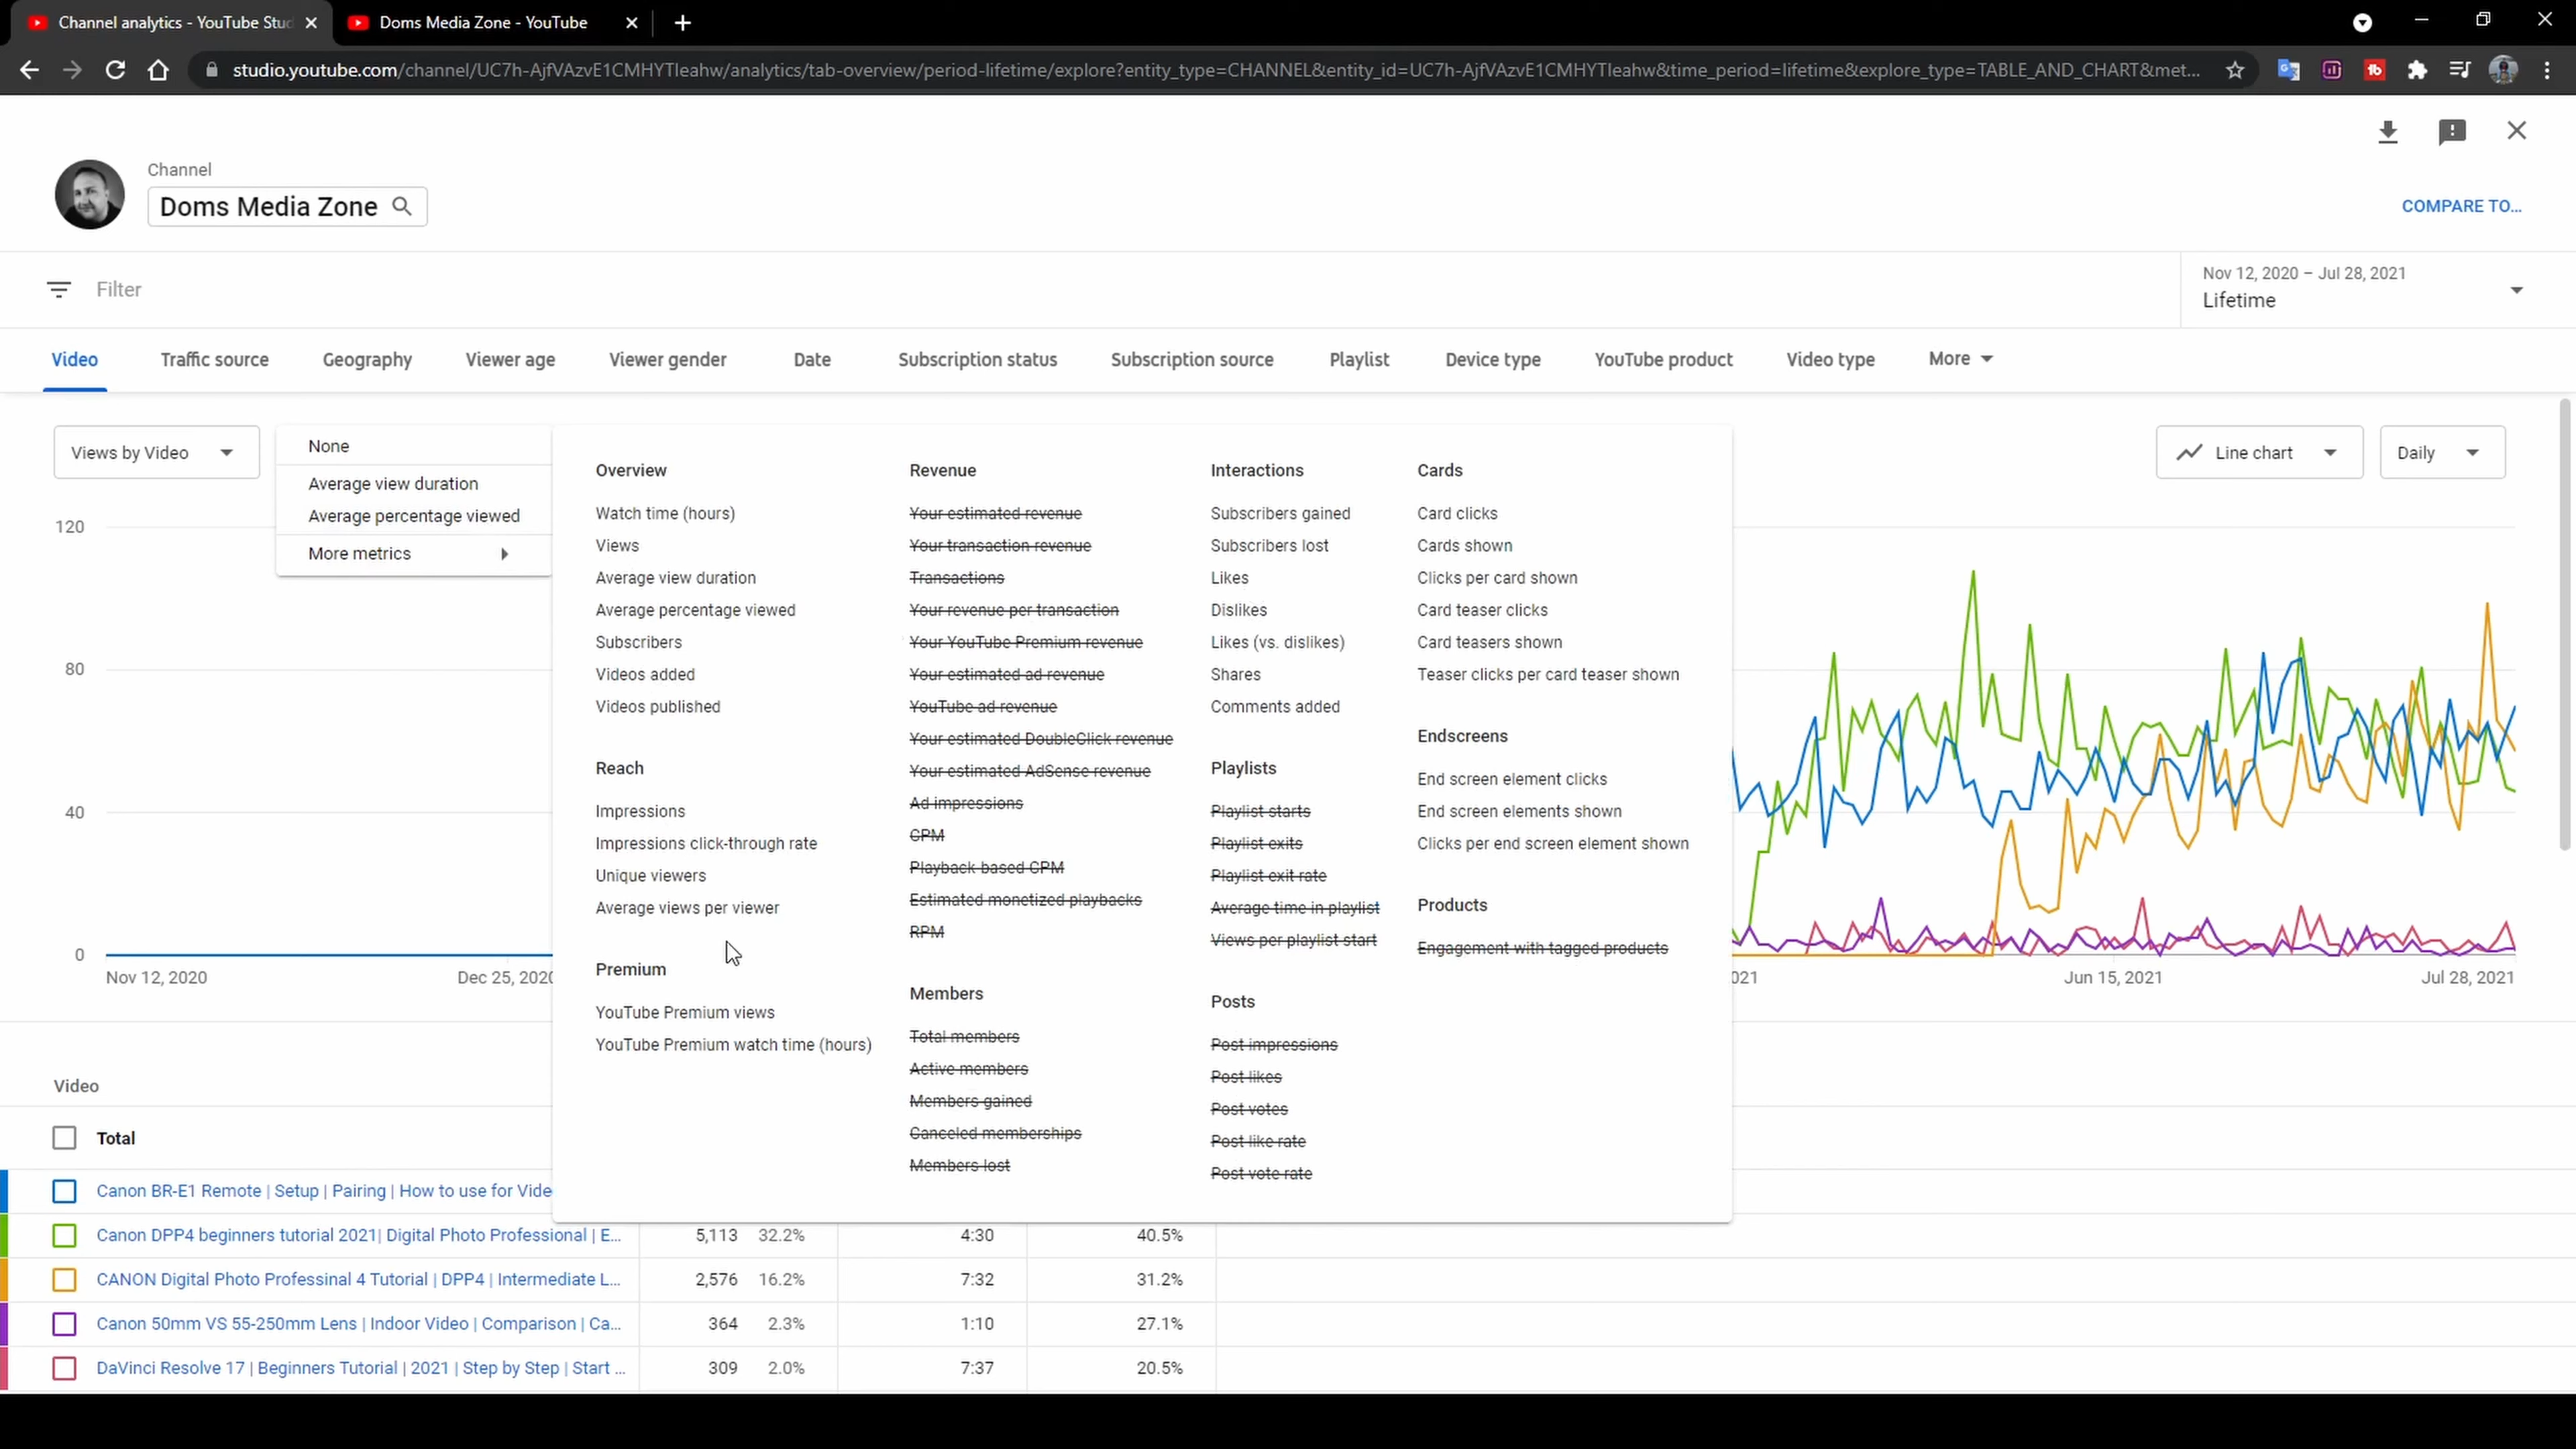 Channel analytics - YouTube Stud
Doms Media Zone - YouTube
studio.youtube.com/channel/UC7h-AjfVAzvE1CMHYTIeahw/analytics/tab-overview/period-lifetime/explore?entity_type=CHANNEL&entity_id=UC7h-AjfVAzvE1CMHYTIeahw&time_period=lifetime&explore_type=TABLE_AND_CHART&met...
Channel
Doms Media Zone
COMPARE TO...
Filter
Nov 12, 2020 – Jul 28, 2021
Lifetime
Video Traffic source Geography Viewer age Viewer gender Date Subscription status Subscription source Playlist Device type YouTube product Video type More
Views by Video
None
Average view duration
Average percentage viewed
More metrics
Overview
Watch time (hours)
Views
Average view duration
Average percentage viewed
Subscribers
Videos added
Videos published
Reach
Impressions
Impressions click-through rate
Unique viewers
Average views per viewer
Premium
YouTube Premium views
YouTube Premium watch time (hours)
Revenue
Your estimated revenue
Your transaction revenue
Transactions
Your revenue per transaction
Your YouTube Premium revenue
Your estimated ad revenue
YouTube ad revenue
Your estimated DoubleClick revenue
Your estimated AdSense revenue
Ad impressions
CPM
Playback-based CPM
Estimated monetized playbacks
RPM
Members
Total members
Active members
Members gained
Canceled memberships
Members lost
Interactions
Subscribers gained
Subscribers lost
Likes
Dislikes
Likes (vs. dislikes)
Shares
Comments added
Playlists
Playlist starts
Playlist exits
Playlist exit rate
Average time in playlist
Views per playlist start
Posts
Post impressions
Post likes
Post votes
Post like rate
Post vote rate
Cards
Card clicks
Cards shown
Clicks per card shown
Card teaser clicks
Card teasers shown
Teaser clicks per card teaser shown
Endscreens
End screen element clicks
End screen elements shown
Clicks per end screen element shown
Products
Engagement with tagged products
Line chart
Daily
120
80
40
0
Nov 12, 2020 Dec 25, 2020 021 Jun 15, 2021 Jul 28, 2021
Video
Total
Canon BR-E1 Remote | Setup | Pairing | How to use for Vide
Canon DPP4 beginners tutorial 2021| Digital Photo Professional | E... 5,113 32.2% 4:30 40.5%
CANON Digital Photo Professinal 4 Tutorial | DPP4 | Intermediate L... 2,576 16.2% 7:32 31.2%
Canon 50mm VS 55-250mm Lens | Indoor Video | Comparison | Ca... 364 2.3% 1:10 27.1%
DaVinci Resolve 17 | Beginners Tutorial | 2021 | Step by Step | Start ... 309 2.0% 7:37 20.5%